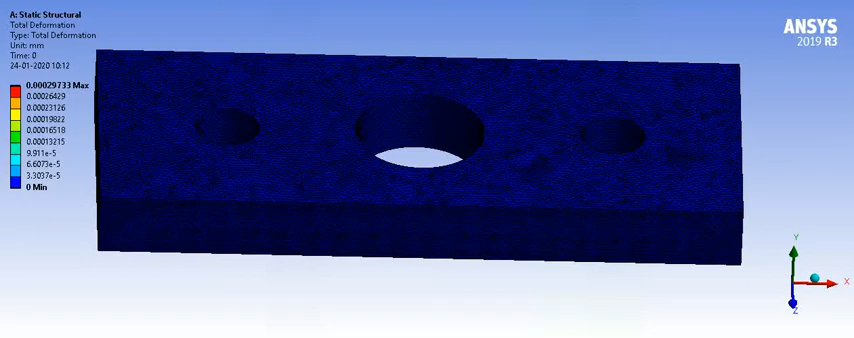 A: Static Structural
Total Deformation
Type: Total Deformation
Unit: mm
Time: 0
24-01-2020 10:12
0.00029733 Max
0.00026429
0.00023126
0.00019822
0.00016518
0.00013215
9.911e-5
6.6073e-5
3.3037e-5
0 Min
ANSYS
2019 R3
Y
X
Z